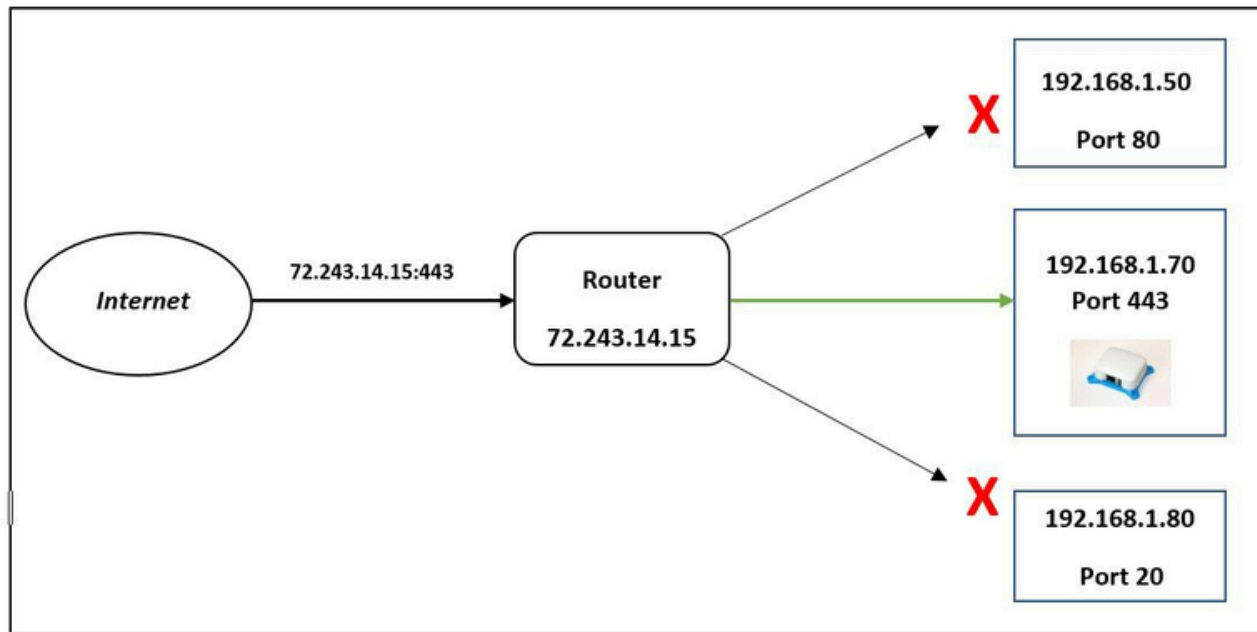 192.168.1.50
Port 80
72.243.14.15:443
Internet
Router
72.243.14.15
192.168.1.70
Port 443
X
X
192.168.1.80
Port 20